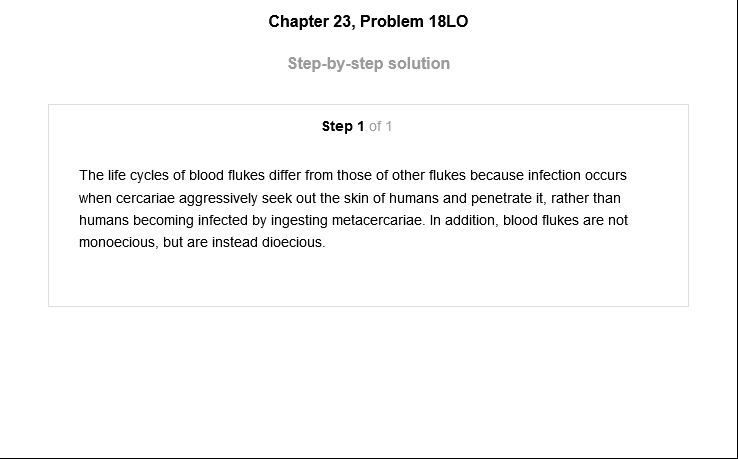 Chapter 23, Problem 18LO
Step-by-step solution
Step 1 of 1
The life cycles of blood flukes differ from those of other flukes because infection occurs
when cercariae aggressively seek out the skin of humans and penetrate it, rather than
humans becoming infected by ingesting metacercariae. In addition, blood flukes are not
monoecious, but are instead dioecious.